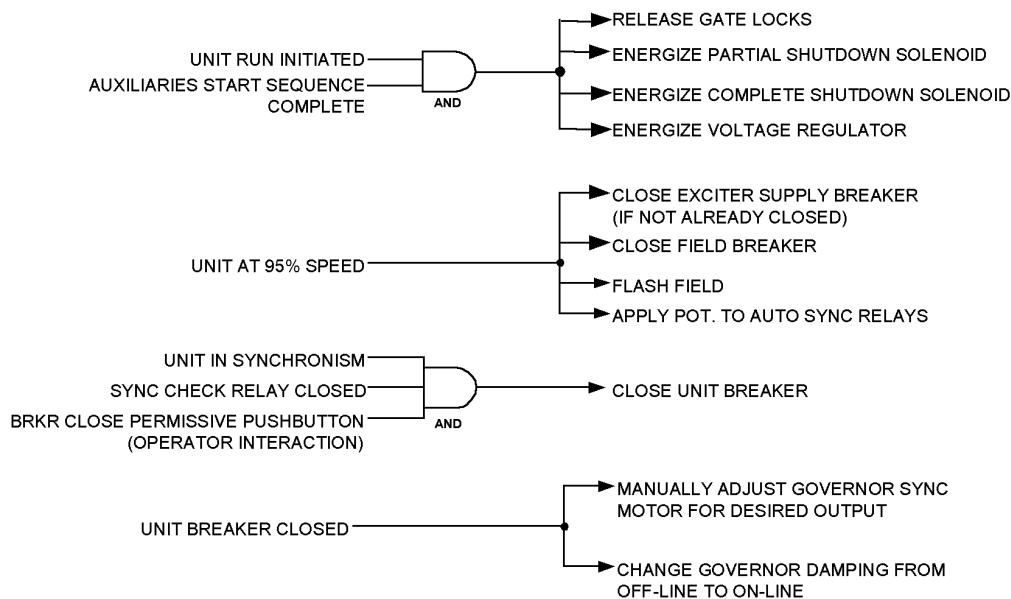 RELEASE GATE LOCKS
UNIT RUN INITIATED
ENERGIZE PARTIAL SHUTDOWN SOLENOID
AUXILIARIES START SEQUENCE
COMPLETE
AND
ENERGIZE COMPLETE SHUTDOWN SOLENOID
ENERGIZE VOLTAGE REGULATOR
CLOSE EXCITER SUPPLY BREAKER
(IF NOT ALREADY CLOSED)
CLOSE FIELD BREAKER
UNIT AT 95% SPEED
FLASH FIELD
APPLY POT. TO AUTO SYNC RELAYS
UNIT IN SYNCHRONISM
SYNC CHECK RELAY CLOSED
CLOSE UNIT BREAKER
BRKR CLOSE PERMISSIVE PUSHBUTTON
(OPERATOR INTERACTION)
AND
MANUALLY ADJUST GOVERNOR SYNC
MOTOR FOR DESIRED OUTPUT
UNIT BREAKER CLOSED
CHANGE GOVERNOR DAMPING FROM
OFF-LINE TO ON-LINE